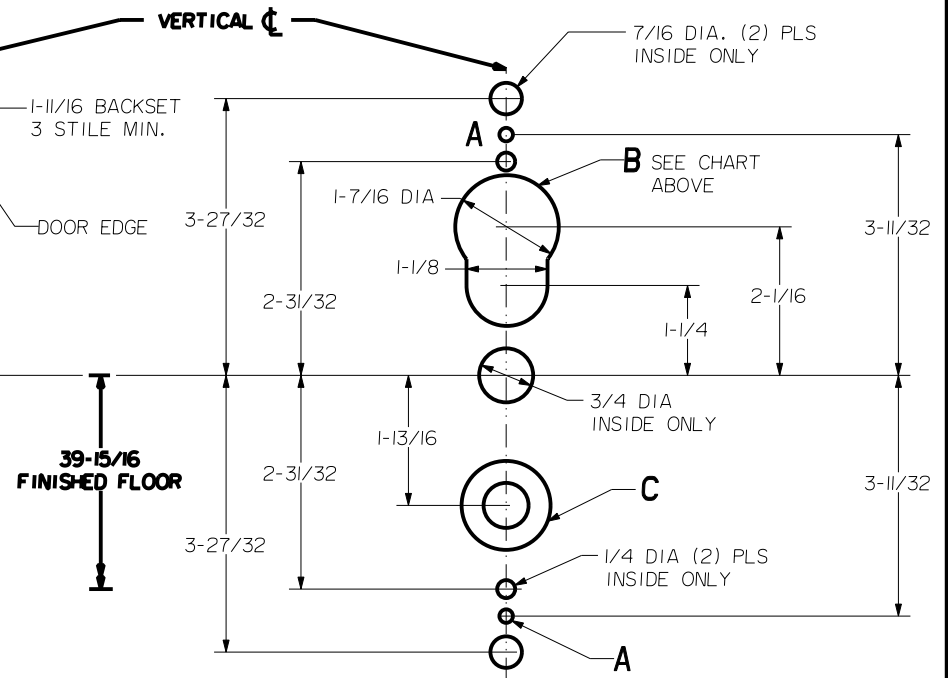 VERTICAL ℄
7/16 DIA. (2) PLS
INSIDE ONLY
1-11/16 BACKSET
3 STILE MIN.
A
B SEE CHART
ABOVE
1-7/16 DIA
3-27/32
DOOR EDGE
3-11/32
1-1/8
2-31/32
2-1/16
1-1/4
3/4 DIA
INSIDE ONLY
1-13/16
39-15/16
FINISHED FLOOR
2-31/32
C
3-11/32
3-27/32
1/4 DIA (2) PLS
INSIDE ONLY
A